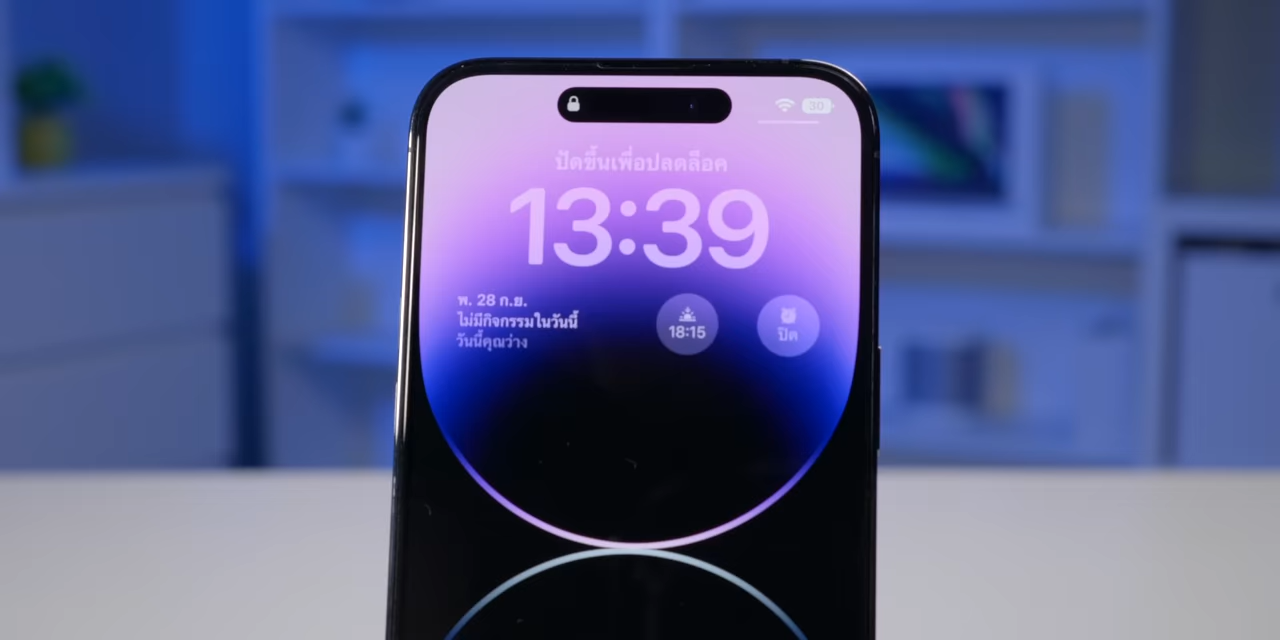 30
ปัดขึ้นเพื่อปลดล็อค
13:39
พ. 28 ก.ย.
ไม่มีกิจกรรมในวันนี้
วันนี้คุณว่าง
18:15
ปิด